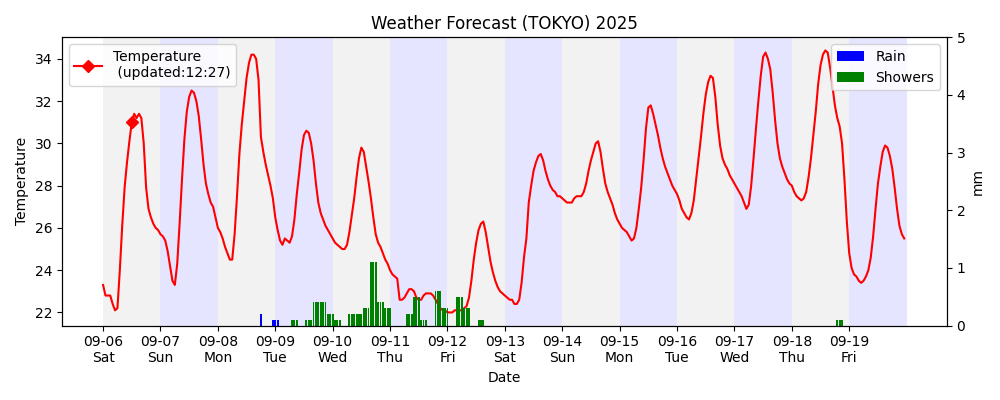 Weather Forecast (TOKYO) 2025
Temperature
(updated:12:27)
Rain
Showers
34
32
30
28
26
24
22
Temperature
5
4
3
2
1
0
mm
09-06 09-07 09-08 09-09 09-10 09-11 09-12 09-13 09-14 09-15 09-16 09-17 09-18 09-19
Sat Sun Mon Tue Wed Thu Fri Sat Sun Mon Tue Wed Thu Fri
Date